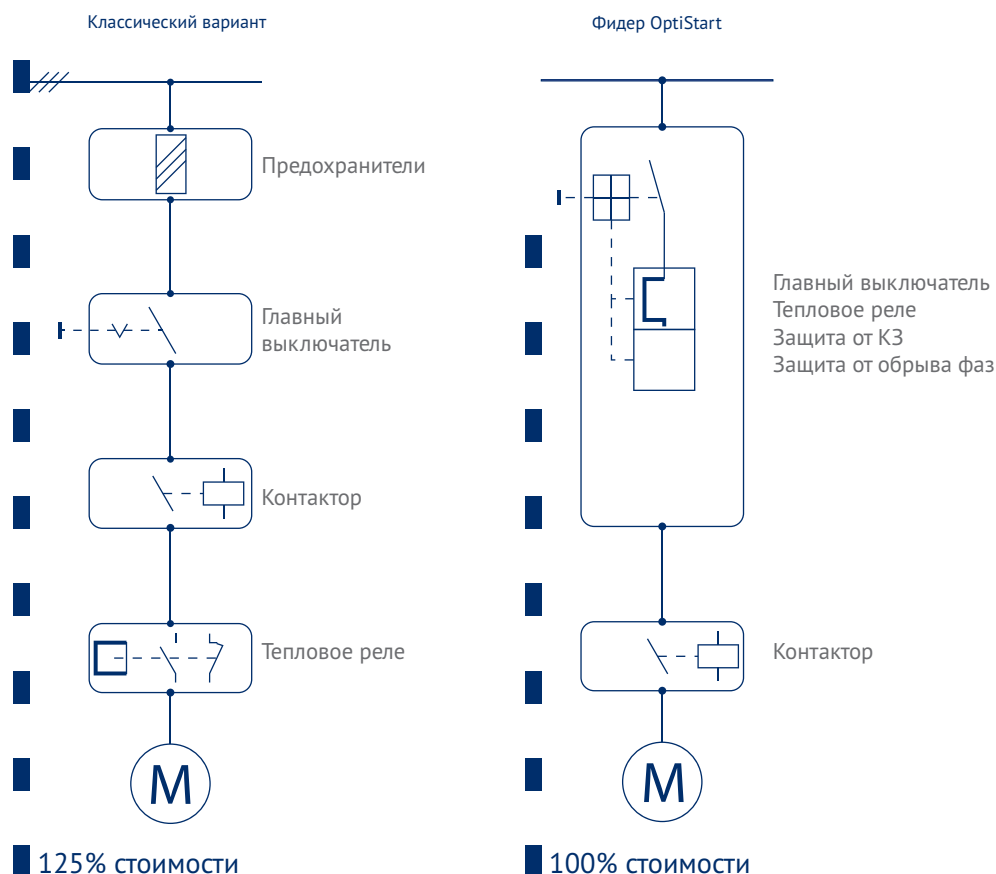 Классический вариант
Предохранители
Главный
выключатель
Контактор
Тепловое реле
M
125% стоимости
Фидер OptiStart
Главный выключатель
Тепловое реле
Защита от КЗ
Защита от обрыва фаз
Контактор
M
100% стоимости